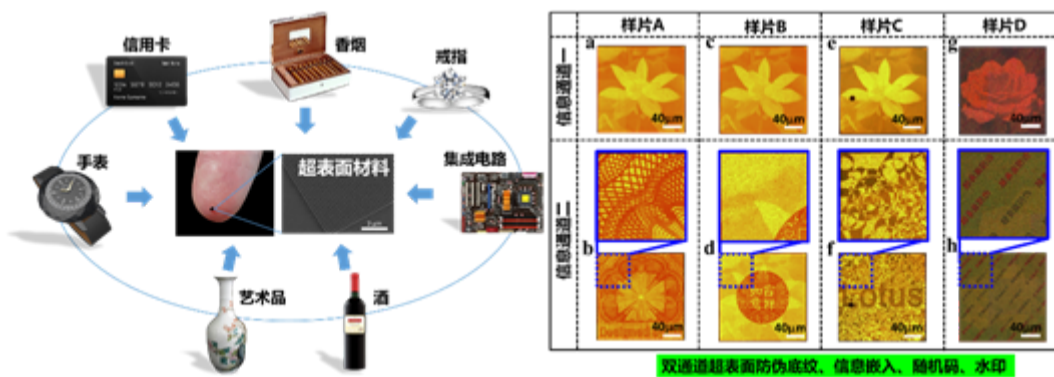 信用卡
香烟
戒指
手表
超表面材料
集成电路
艺术品
酒
样片A
样片B
样片C
样片D
信息通道一
a
c
e
g
40μm
40μm
40μm
40μm
信息通道二
b
d
f
h
lotus
40μm
40μm
40μm
40μm
双通道超表面防伪底纹、信息嵌入、随机码、水印